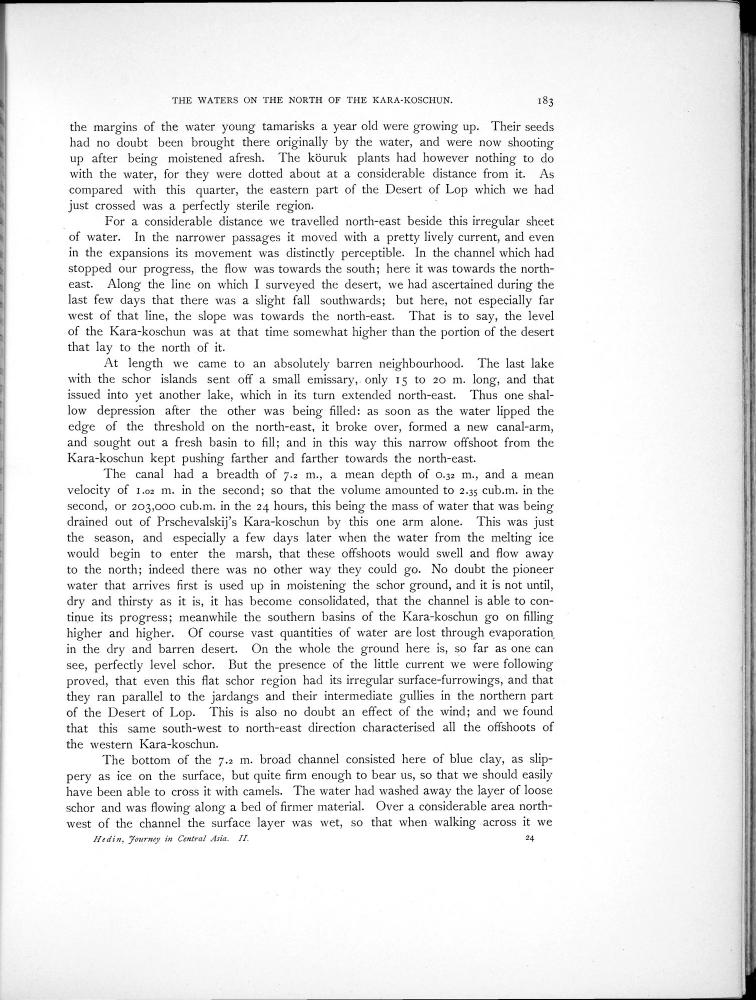 THE WATERS ON THE NORTH OF THE KARA-KOSCHUN. 183
the margins of the water young tamarisks a year old were growing up. Their seeds
had no doubt been brought there originally by the water, and were now shooting
up after being moistened afresh. The köuruk plants had however nothing to do
with the water, for they were dotted about at a considerable distance from it. As
compared with this quarter, the eastern part of the Desert of Lop which we had
just crossed was a perfectly sterile region.
For a considerable distance we travelled north-east beside this irregular sheet
of water. In the narrower passages it moved with a pretty lively current, and even
in the expansions its movement was distinctly perceptible. In the channel which had
stopped our progress, the flow was towards the south; here it was towards the north-
east. Along the line on which I surveyed the desert, we had ascertained during the
last few days that there was a slight fall southwards; but here, not especially far
west of that line, the slope was towards the north-east. That is to say, the level
of the Kara-koschun was at that time somewhat higher than the portion of the desert
that lay to the north of it.
At length we came to an absolutely barren neighbourhood. The last lake
with the schor islands sent off a small emissary, only 15 to 20 m. long, and that
issued into yet another lake, which in its turn extended north-east. Thus one shal-
low depression after the other was being filled: as soon as the water lipped the
edge of the threshold on the north-east, it broke over, formed a new canal-arm,
and sought out a fresh basin to fill; and in this way this narrow offshoot from the
Kara-koschun kept pushing farther and farther towards the north-east.
The canal had a breadth of 7.2 m., a mean depth of 0.32 m., and a mean
velocity of 1.02 m. in the second; so that the volume amounted to 2.35 cub.m. in the
second, or 203,000 cub.m. in the 24 hours, this being the mass of water that was being
drained out of Prschevalskij's Kara-koschun by this one arm alone. This was just
the season, and especially a few days later when the water from the melting ice
would begin to enter the marsh, that these offshoots would swell and flow away
to the north; indeed there was no other way they could go. No doubt the pioneer
water that arrives first is used up in moistening the schor ground, and it is not until,
dry and thirsty as it is, it has become consolidated, that the channel is able to con-
tinue its progress; meanwhile the southern basins of the Kara-koschun go on filling
higher and higher. Of course vast quantities of water are lost through evaporation
in the dry and barren desert. On the whole the ground here is, so far as one can
see, perfectly level schor. But the presence of the little current we were following
proved, that even this flat schor region had its irregular surface-furrowings, and that
they ran parallel to the jardangs and their intermediate gullies in the northern part
of the Desert of Lop. This is also no doubt an effect of the wind; and we found
that this same south-west to north-east direction characterised all the offshoots of
the western Kara-koschun.
The bottom of the 7.2 m. broad channel consisted here of blue clay, as slip-
pery as ice on the surface, but quite firm enough to bear us, so that we should easily
have been able to cross it with camels. The water had washed away the layer of loose
schor and was flowing along a bed of firmer material. Over a considerable area north-
west of the channel the surface layer was wet, so that when walking across it we
Hedin, Journey in Central Asia. II. 24